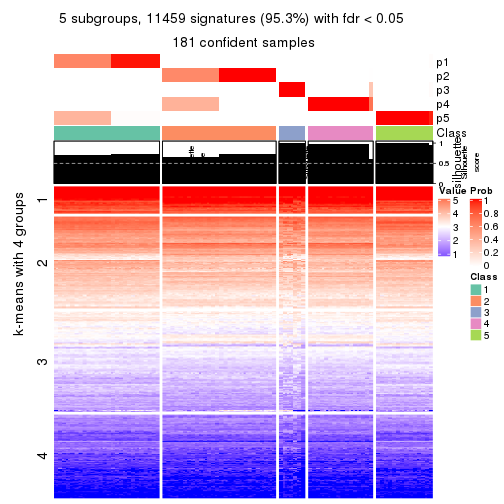 5 subgroups, 11459 signatures (95.3%) with fdr < 0.05
181 confident samples
p1
p2
p3
p4
p5
Class
1
0.5
0
silhouette
Silhouette
score
k-means with 4 groups
1
2
3
4
Value
5
4
3
2
1
Prob
1
0.8
0.6
0.4
0.2
0
Class
1
2
3
4
5